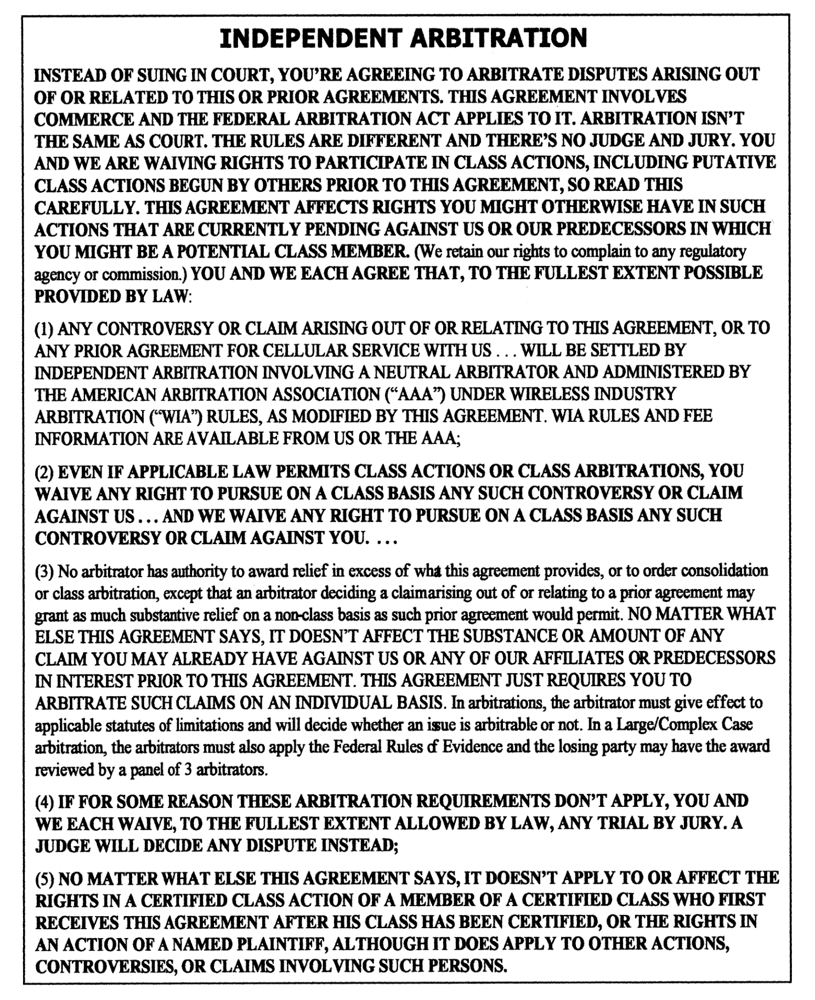 INDEPENDENT ARBITRATION
INSTEAD OF SUING IN COURT, YOU'RE AGREEING TO ARBITRATE DISPUTES ARISING OUT
OF OR RELATED TO THIS OR PRIOR AGREEMENTS. THIS AGREEMENT INVOLVES
COMMERCE AND THE FEDERAL ARBITRATION ACT APPLIES TO IT. ARBITRATION ISN'T
THE SAME AS COURT. THE RULES ARE DIFFERENT AND THERE'S NO JUDGE AND JURY. YOU
AND WE ARE WAIVING RIGHTS TO PARTICIPATE IN CLASS ACTIONS, INCLUDING PUTATIVE
CLASS ACTIONS BEGUN BY OTHERS PRIOR TO THIS AGREEMENT, SO READ THIS
CAREFULLY. THIS AGREEMENT AFFECTS RIGHTS YOU MIGHT OTHERWISE HAVE IN SUCH
ACTIONS THAT ARE CURRENTLY PENDING AGAINST US OR OUR PREDECESSORS IN WHICH
YOU MIGHT BE A POTENTIAL CLASS MEMBER. (We retain our rights to complain to any regulatory
agency or commission.) YOU AND WE EACH AGREE THAT, TO THE FULLEST EXTENT POSSIBLE
PROVIDED BY LAW:
(1) ANY CONTROVERSY OR CLAIM ARISING OUT OF OR RELATING TO THIS AGREEMENT, OR TO
ANY PRIOR AGREEMENT FOR CELLULAR SERVICE WITH US . . . WILL BE SETTLED BY
INDEPENDENT ARBITRATION INVOLVING A NEUTRAL ARBITRATOR AND ADMINISTERED BY
THE AMERICAN ARBITRATION ASSOCIATION (“AAA”) UNDER WIRELESS INDUSTRY
ARBITRATION (“WIA”) RULES, AS MODIFIED BY THIS AGREEMENT. WIA RULES AND FEE
INFORMATION ARE AVAILABLE FROM US OR THE AAA;
(2) EVEN IF APPLICABLE LAW PERMITS CLASS ACTIONS OR CLASS ARBITRATIONS, YOU
WAIVE ANY RIGHT TO PURSUE ON A CLASS BASIS ANY SUCH CONTROVERSY OR CLAIM
AGAINST US . . . AND WE WAIVE ANY RIGHT TO PURSUE ON A CLASS BASIS ANY SUCH
CONTROVERSY OR CLAIM AGAINST YOU. . . .
(3) No arbitrator has authority to award relief in excess of what this agreement provides, or to order consolidation
or class arbitration, except that an arbitrator deciding a claimarising out of or relating to a prior agreement may
grant as much substantive relief on a non-class basis as such prior agreement would permit. NO MATTER WHAT
ELSE THIS AGREEMENT SAYS, IT DOESN'T AFFECT THE SUBSTANCE OR AMOUNT OF ANY
CLAIM YOU MAY ALREADY HAVE AGAINST US OR ANY OF OUR AFFILIATES OR PREDECESSORS
IN INTEREST PRIOR TO THIS AGREEMENT. THIS AGREEMENT JUST REQUIRES YOU TO
ARBITRATE SUCH CLAIMS ON AN INDIVIDUAL BASIS. In arbitrations, the arbitrator must give effect to
applicable statutes of limitations and will decide whether an issue is arbitrable or not. In a Large/Complex Case
arbitration, the arbitrators must also apply the Federal Rules of Evidence and the losing party may have the award
reviewed by a panel of 3 arbitrators.
(4) IF FOR SOME REASON THESE ARBITRATION REQUIREMENTS DON'T APPLY, YOU AND
WE EACH WAIVE, TO THE FULLEST EXTENT ALLOWED BY LAW, ANY TRIAL BY JURY. A
JUDGE WILL DECIDE ANY DISPUTE INSTEAD;
(5) NO MATTER WHAT ELSE THIS AGREEMENT SAYS, IT DOESN'T APPLY TO OR AFFECT THE
RIGHTS IN A CERTIFIED CLASS ACTION OF A MEMBER OF A CERTIFIED CLASS WHO FIRST
RECEIVES THIS AGREEMENT AFTER HIS CLASS HAS BEEN CERTIFIED, OR THE RIGHTS IN
AN ACTION OF A NAMED PLAINTIFF, ALTHOUGH IT DOES APPLY TO OTHER ACTIONS,
CONTROVERSIES, OR CLAIMS INVOLVING SUCH PERSONS.